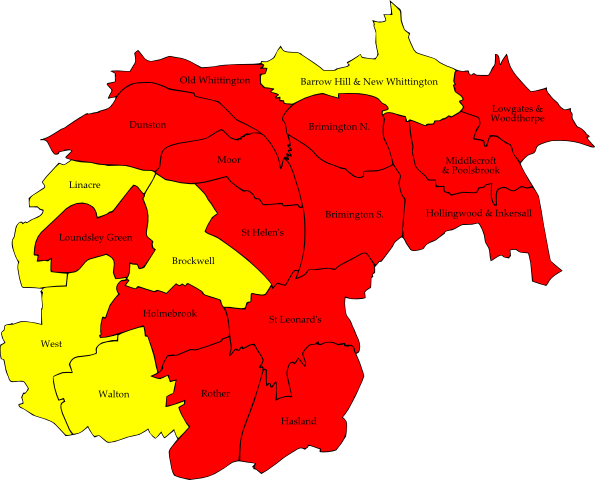 Old Whittington
Barrow Hill & New Whittington
Lowgates &
Woodthorpe
Dunston
Brimington N.
Moor
Middlecroft
& Poolsbrook
Linacre
Brimington S.
Hollingwood & Inkersall
Loundsley Green
St Helen's
Brockwell
Holmebrook
St Leonard's
West
Walton
Rother
Hasland